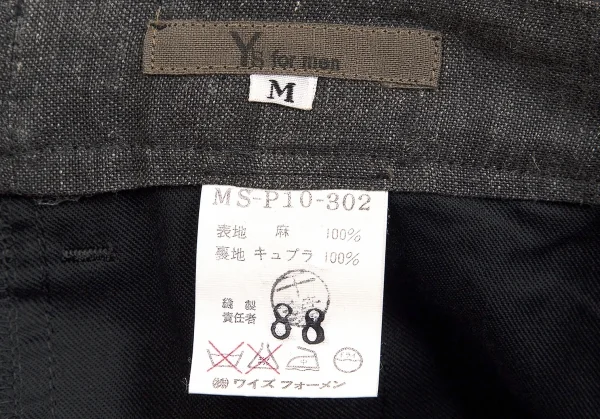 Y's for men
M
MS-P10-302
表地 麻 100%
裏地 キュプラ 100%
縫製
責任者
88
㈱ワイズフォーメン